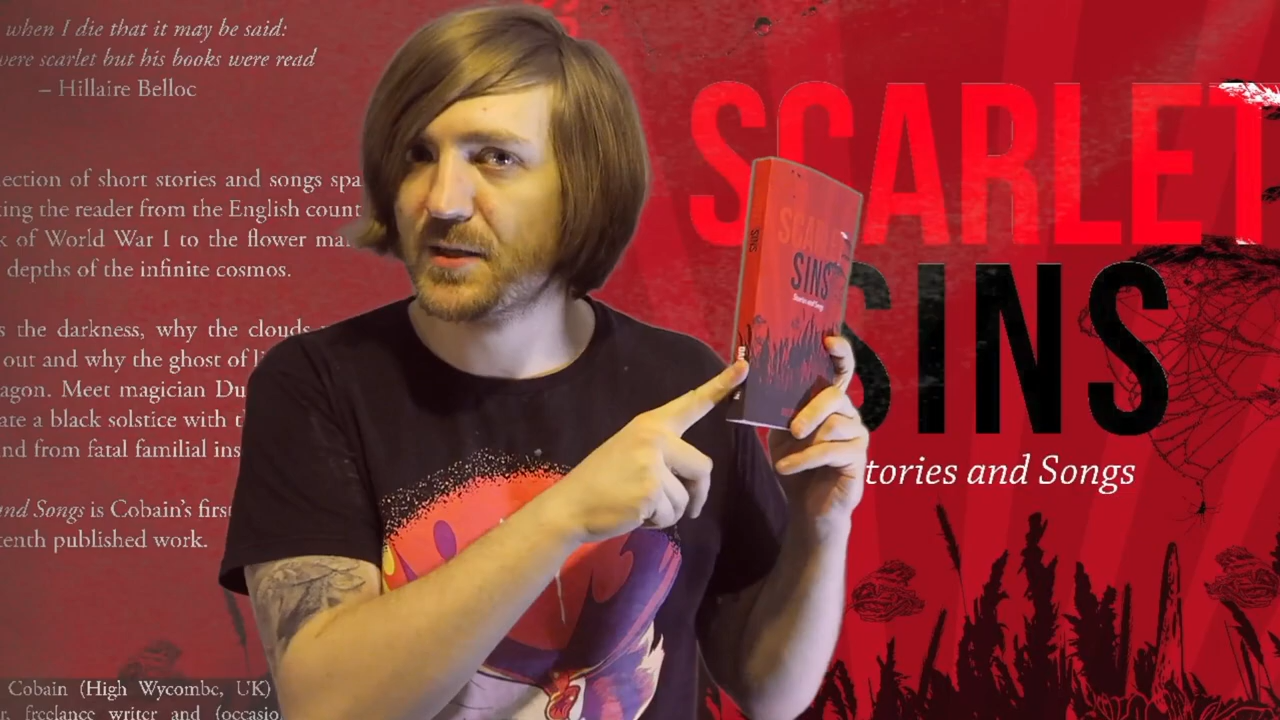 when I die that it may be said:
were scarlet but his books were read
– Hillaire Belloc
lection of short stories and songs spa
ing the reader from the English count
k of World War I to the flower mar
depths of the infinite cosmos.
s the darkness, why the clouds
out and why the ghost of li
agon. Meet magician Du
ate a black solstice with t
nd from fatal familial ins
and Songs is Cobain's first
tenth published work.
Cobain (High Wycombe, UK)
r, freelance writer and (occasio
SCARLET
SINS
tories and Songs
SCARLET
SINS
Stories and Songs
SINS